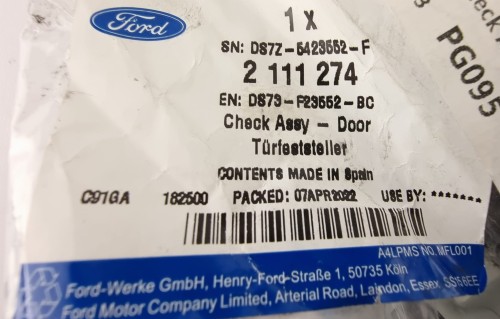 Ford
1 x
SN: DS7Z-5423552-F
2 111 274
EN: DS73-F23552-BC
Check Assy - Door
Türfeststeller
CONTENTS MADE IN Spain
C91GA 182500 PACKED: 07APR2022 USE BY: *******
A4LPMS NO. MFL001
Ford-Werke GmbH, Henry-Ford-Straße 1, 50735 Köln
Ford Motor Company Limited, Arterial Road, Laindon, Essex SS156EE
Check
PG095